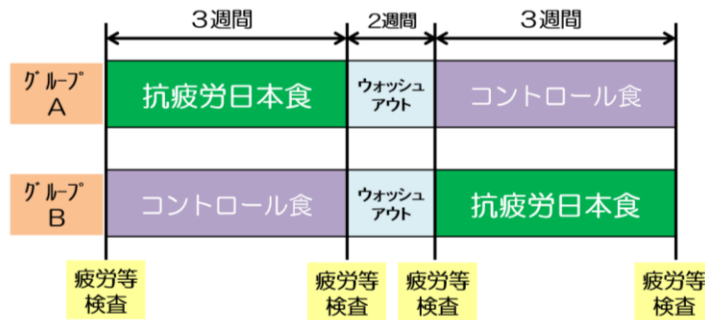 3週間
2週間
3週間
グループ
A
抗疲労日本食
ウォッシュ
アウト
コントロール食
グループ
B
コントロール食
ウォッシュ
アウト
抗疲労日本食
疲労等
検査
疲労等
検査
疲労等
検査
疲労等
検査